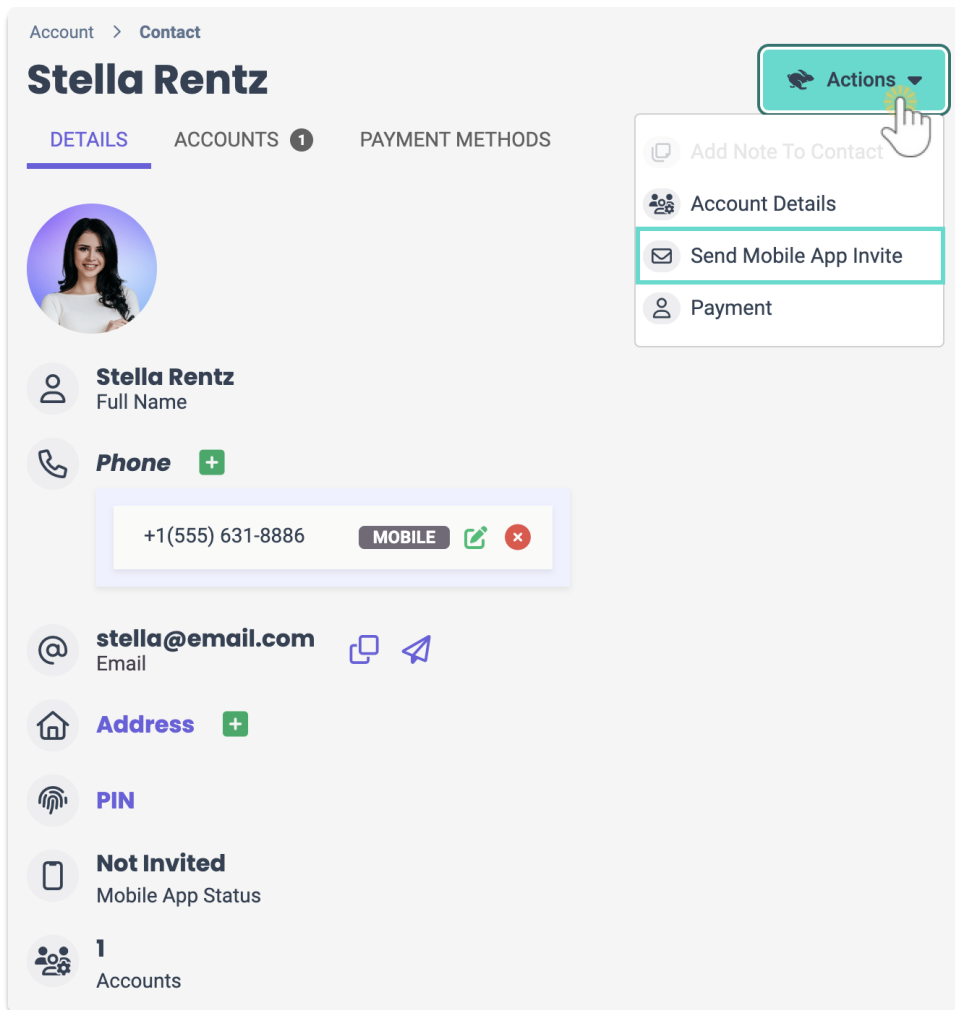 Account > Contact
Stella Rentz
Actions
DETAILS ACCOUNTS 1 PAYMENT METHODS
Add Note To Contact
Account Details
Send Mobile App Invite
Payment
Stella Rentz
Full Name
Phone
+1(555) 631-8886 MOBILE
stella@email.com
Email
Address
PIN
Not Invited
Mobile App Status
1
Accounts